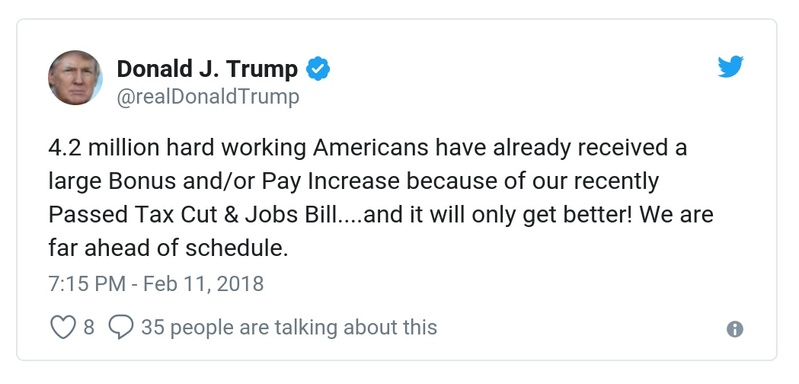 Donald J. Trump
@realDonaldTrump
4.2 million hard working Americans have already received a
large Bonus and/or Pay Increase because of our recently
Passed Tax Cut & Jobs Bill....and it will only get better! We are
far ahead of schedule.
7:15 PM - Feb 11, 2018
8 35 people are talking about this